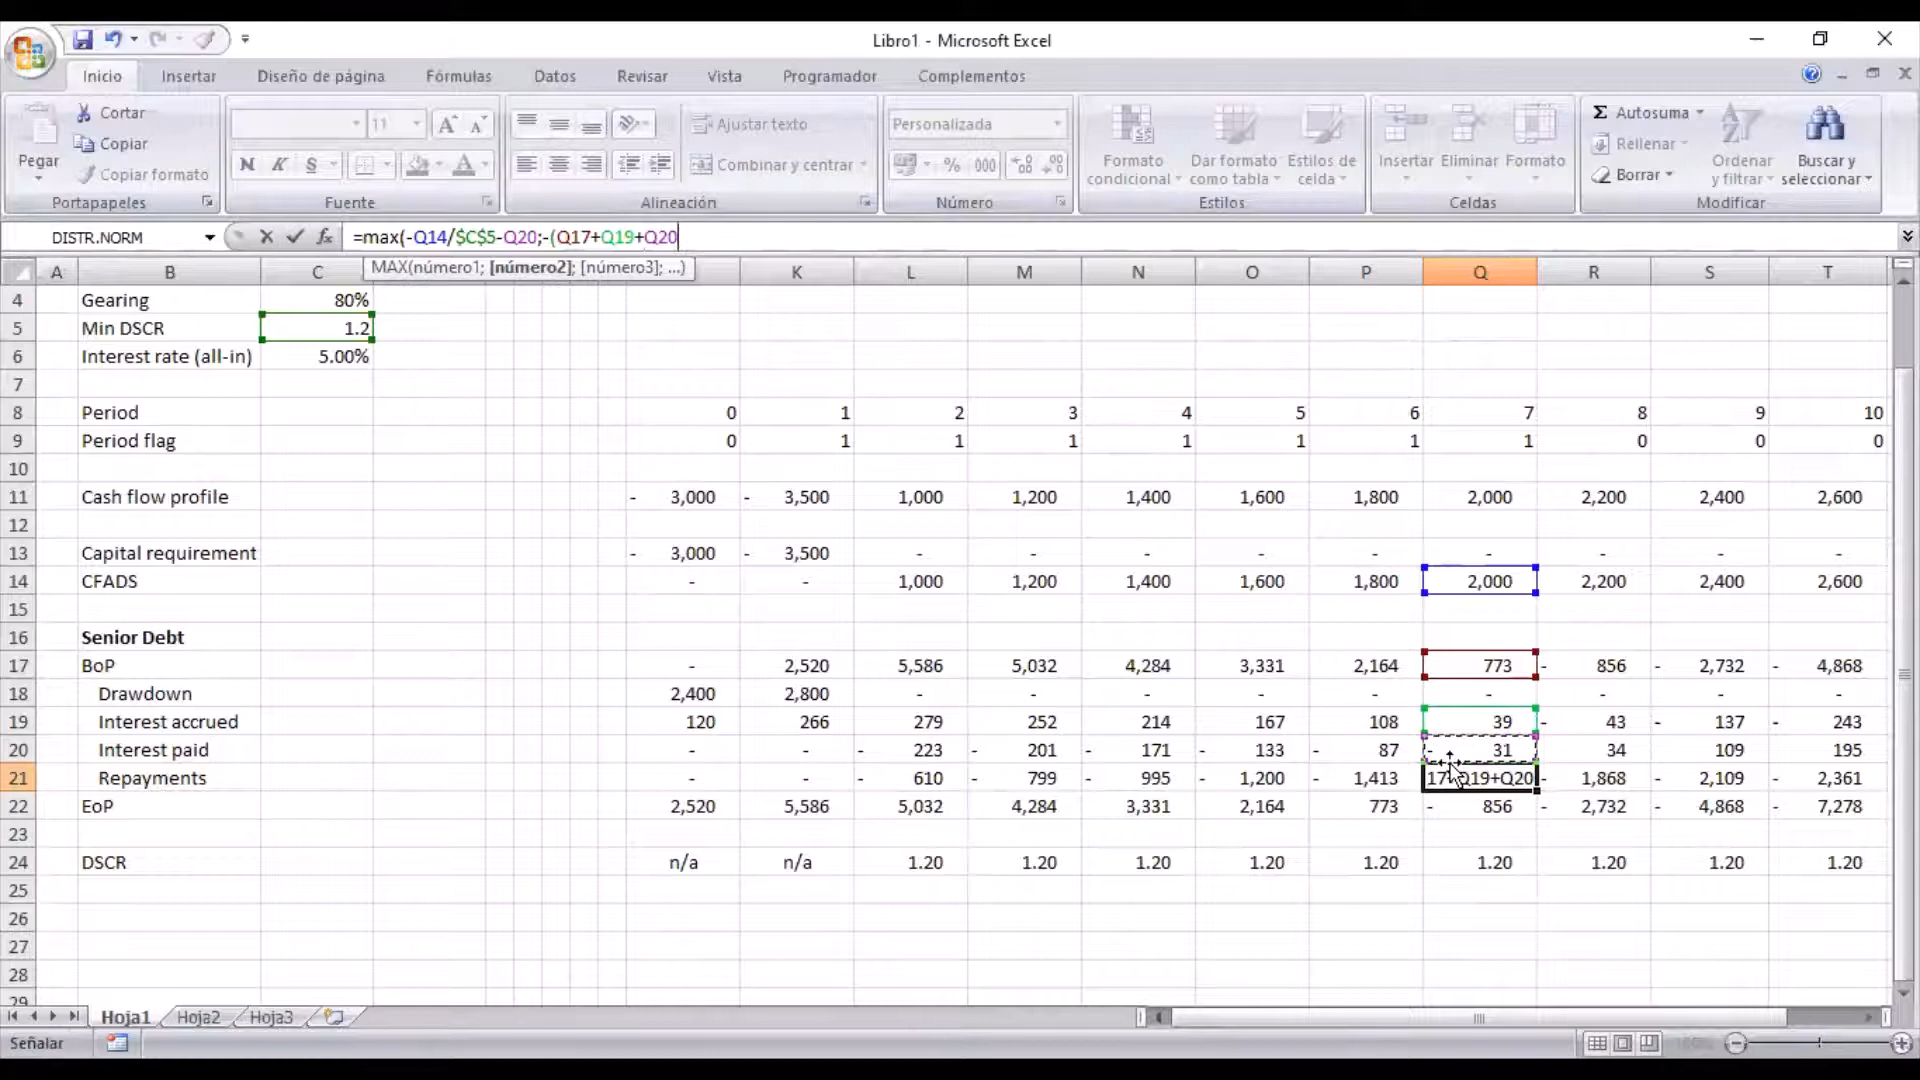 Libro1 - Microsoft Excel
Inicio Insertar Diseño de página Fórmulas Datos Revisar Vista Programador Complementos
Pegar Cortar Copiar Copiar formato Portapapeles
11 A A N K S A Fuente
Ajustar texto Combinar y centrar Alineación
Personalizada % 000 Número
Formato condicional Dar formato como tabla Estilos de celda Estilos
Insertar Eliminar Formato Celdas
Σ Autosuma Rellenar Borrar Ordenar y filtrar Buscar y seleccionar Modificar
DISTR.NORM fx =max(-Q14/$C$5-Q20;-(Q17+Q19+Q20
MAX(número1; [número2]; [número3]; ...)
A B C K L M N O P Q R S T
4 Gearing 80%
5 Min DSCR 1.2
6 Interest rate (all-in) 5.00%
7
8 Period 0 1 2 3 4 5 6 7 8 9 10
9 Period flag 0 1 1 1 1 1 1 1 0 0 0
10
11 Cash flow profile - 3,000 - 3,500 1,000 1,200 1,400 1,600 1,800 2,000 2,200 2,400 2,600
12
13 Capital requirement - 3,000 - 3,500 - - - - - - - - -
14 CFADS - - 1,000 1,200 1,400 1,600 1,800 2,000 2,200 2,400 2,600
15
16 Senior Debt
17 BoP - 2,520 5,586 5,032 4,284 3,331 2,164 773 - 856 - 2,732 - 4,868
18 Drawdown 2,400 2,800 - - - - - - - - -
19 Interest accrued 120 266 279 252 214 167 108 39 - 43 - 137 - 243
20 Interest paid - - - 223 - 201 - 171 - 133 - 87 - 31 34 109 195
21 Repayments - - - 610 - 799 - 995 - 1,200 - 1,413 17+Q19+Q20 - 1,868 - 2,109 - 2,361
22 EoP 2,520 5,586 5,032 4,284 3,331 2,164 773 - 856 - 2,732 - 4,868 - 7,278
23
24 DSCR n/a n/a 1.20 1.20 1.20 1.20 1.20 1.20 1.20 1.20 1.20
25
26
27
28
29
Hoja1 Hoja2 Hoja3
Señalar